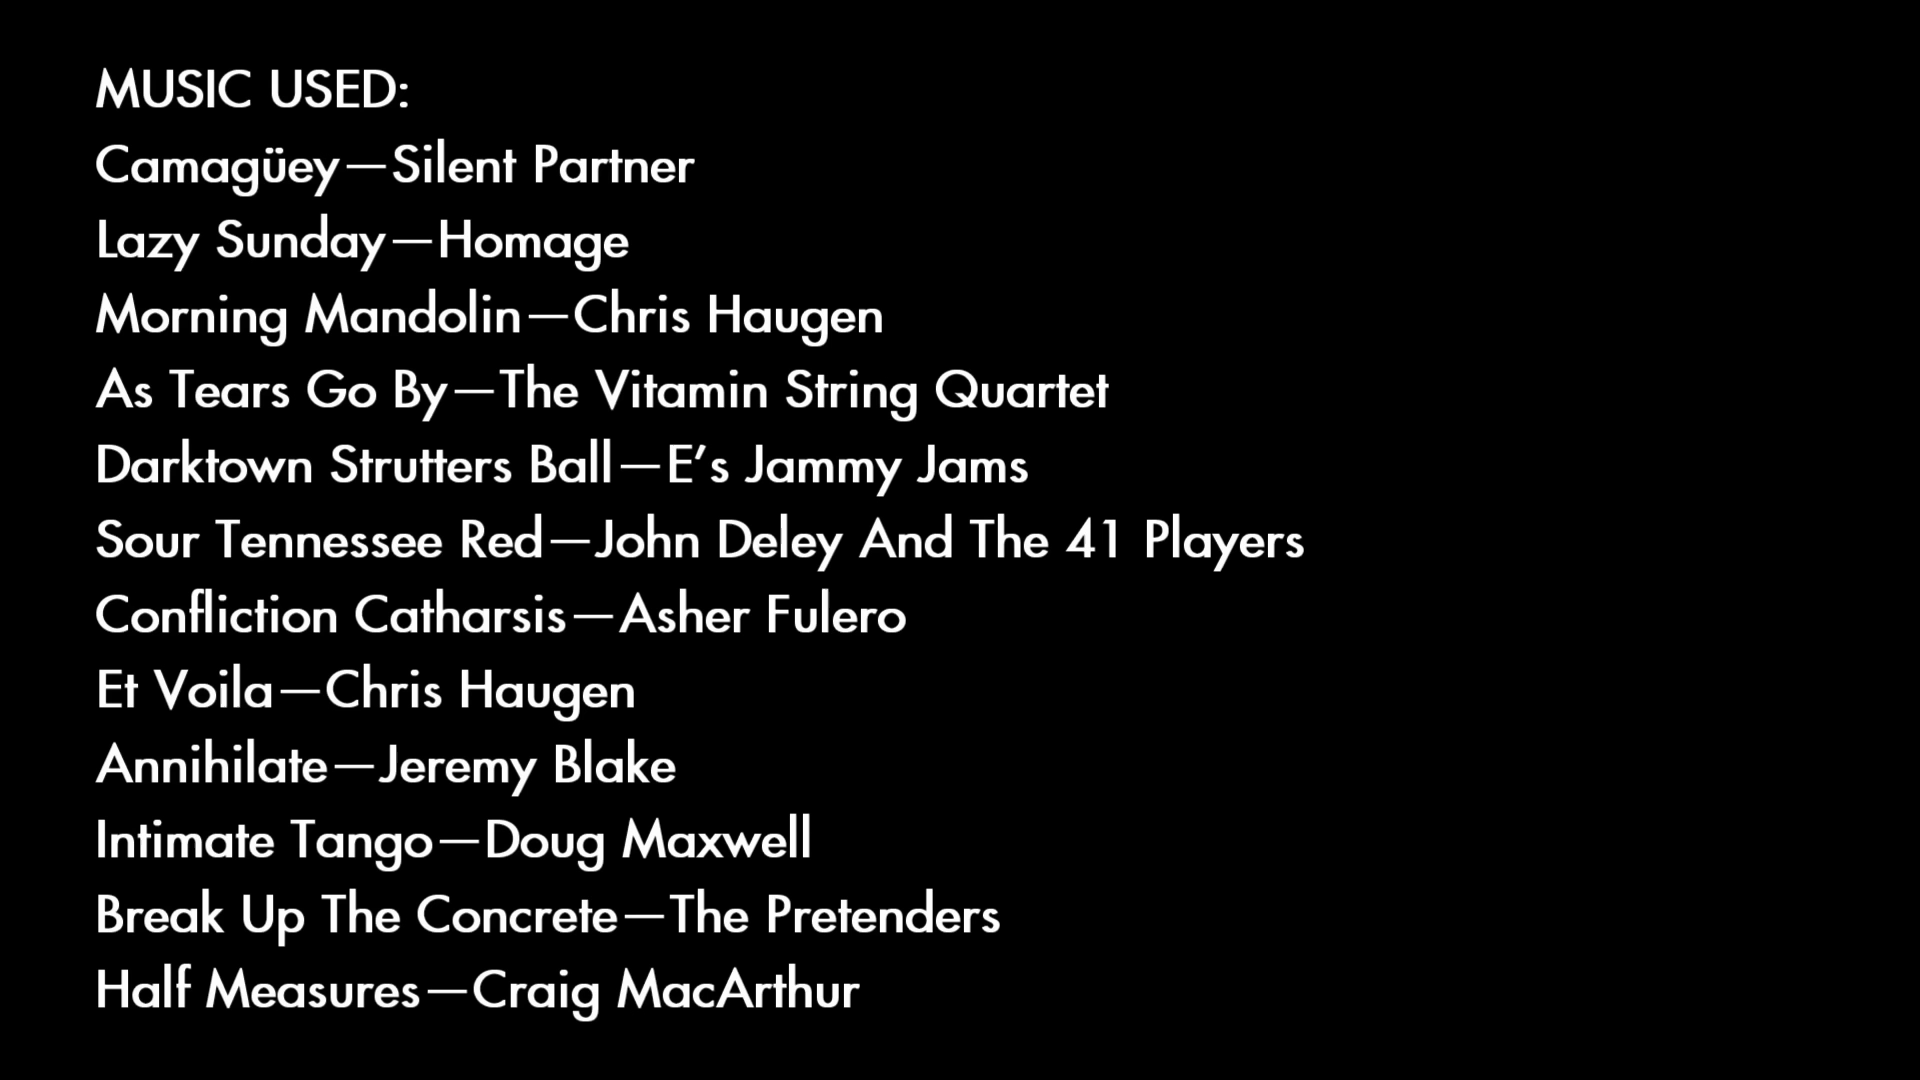 MUSIC USED:
Camagüey—Silent Partner
Lazy Sunday—Homage
Morning Mandolin—Chris Haugen
As Tears Go By—The Vitamin String Quartet
Darktown Strutters Ball—E’s Jammy Jams
Sour Tennessee Red—John Deley And The 41 Players
Confliction Catharsis—Asher Fulero
Et Voila—Chris Haugen
Annihilate—Jeremy Blake
Intimate Tango—Doug Maxwell
Break Up The Concrete—The Pretenders
Half Measures—Craig MacArthur